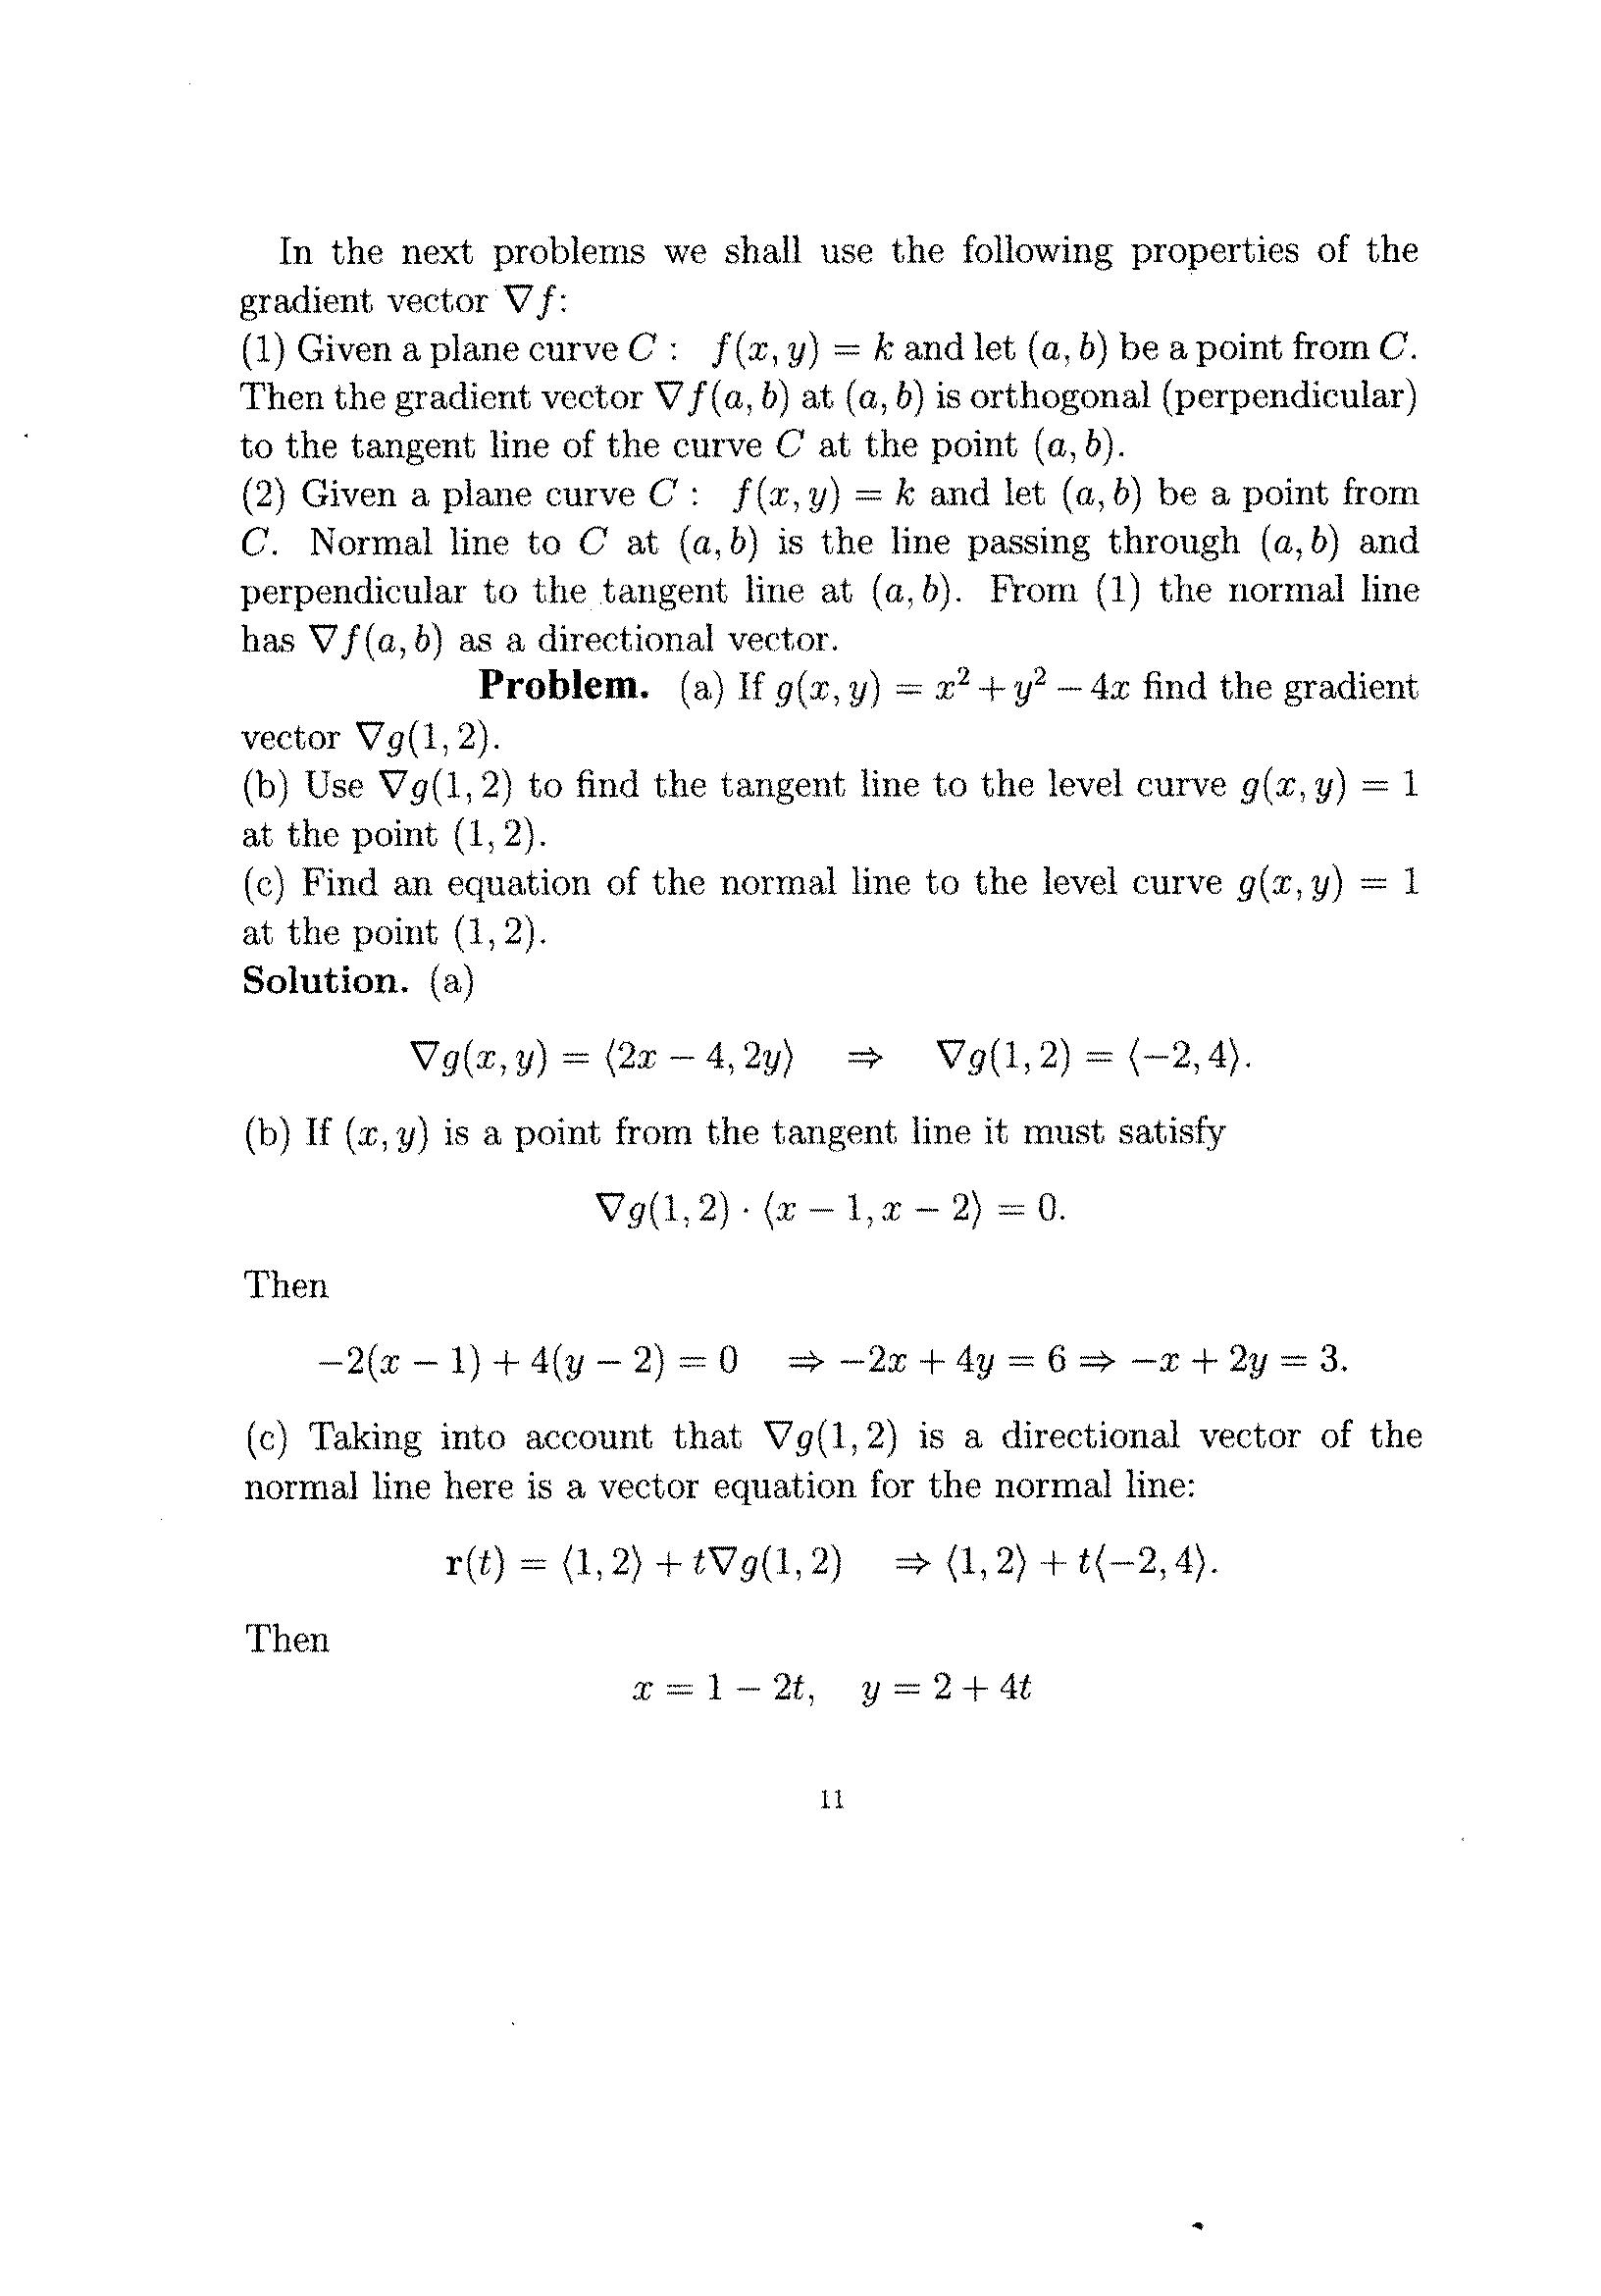 In the next problems we shall use the following properties of the
gradient vector ∇f:
(1) Given a plane curve C : f(x, y) = k and let (a, b) be a point from C.
Then the gradient vector ∇f(a, b) at (a, b) is orthogonal (perpendicular)
to the tangent line of the curve C at the point (a, b).
(2) Given a plane curve C : f(x, y) = k and let (a, b) be a point from
C. Normal line to C at (a, b) is the line passing through (a, b) and
perpendicular to the tangent line at (a, b). From (1) the normal line
has ∇f(a, b) as a directional vector.
Problem. (a) If g(x, y) = x² + y² − 4x find the gradient
vector ∇g(1, 2).
(b) Use ∇g(1, 2) to find the tangent line to the level curve g(x, y) = 1
at the point (1, 2).
(c) Find an equation of the normal line to the level curve g(x, y) = 1
at the point (1, 2).
Solution. (a)
∇g(x, y) = ⟨2x − 4, 2y⟩ ⇒ ∇g(1, 2) = ⟨−2, 4⟩.
(b) If (x, y) is a point from the tangent line it must satisfy
∇g(1, 2) · ⟨x − 1, x − 2⟩ = 0.
Then
−2(x − 1) + 4(y − 2) = 0 ⇒ −2x + 4y = 6 ⇒ −x + 2y = 3.
(c) Taking into account that ∇g(1, 2) is a directional vector of the
normal line here is a vector equation for the normal line:
r(t) = ⟨1, 2⟩ + t∇g(1, 2) ⇒ ⟨1, 2⟩ + t⟨−2, 4⟩.
Then
x = 1 − 2t, y = 2 + 4t
11